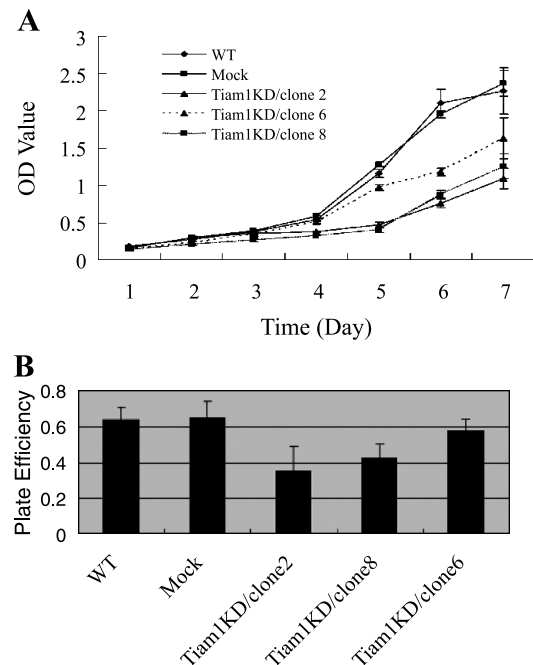 A
3
2.5
2
1.5
1
0.5
0
OD Value
WT
Mock
Tiam1KD/clone 2
Tiam1KD/clone 6
Tiam1KD/clone 8
1 2 3 4 5 6 7
Time (Day)
B
0.8
0.6
0.4
0.2
0
Plate Efficiency
WT
Mock
Tiam1KD/clone2
Tiam1KD/clone8
Tiam1KD/clone6